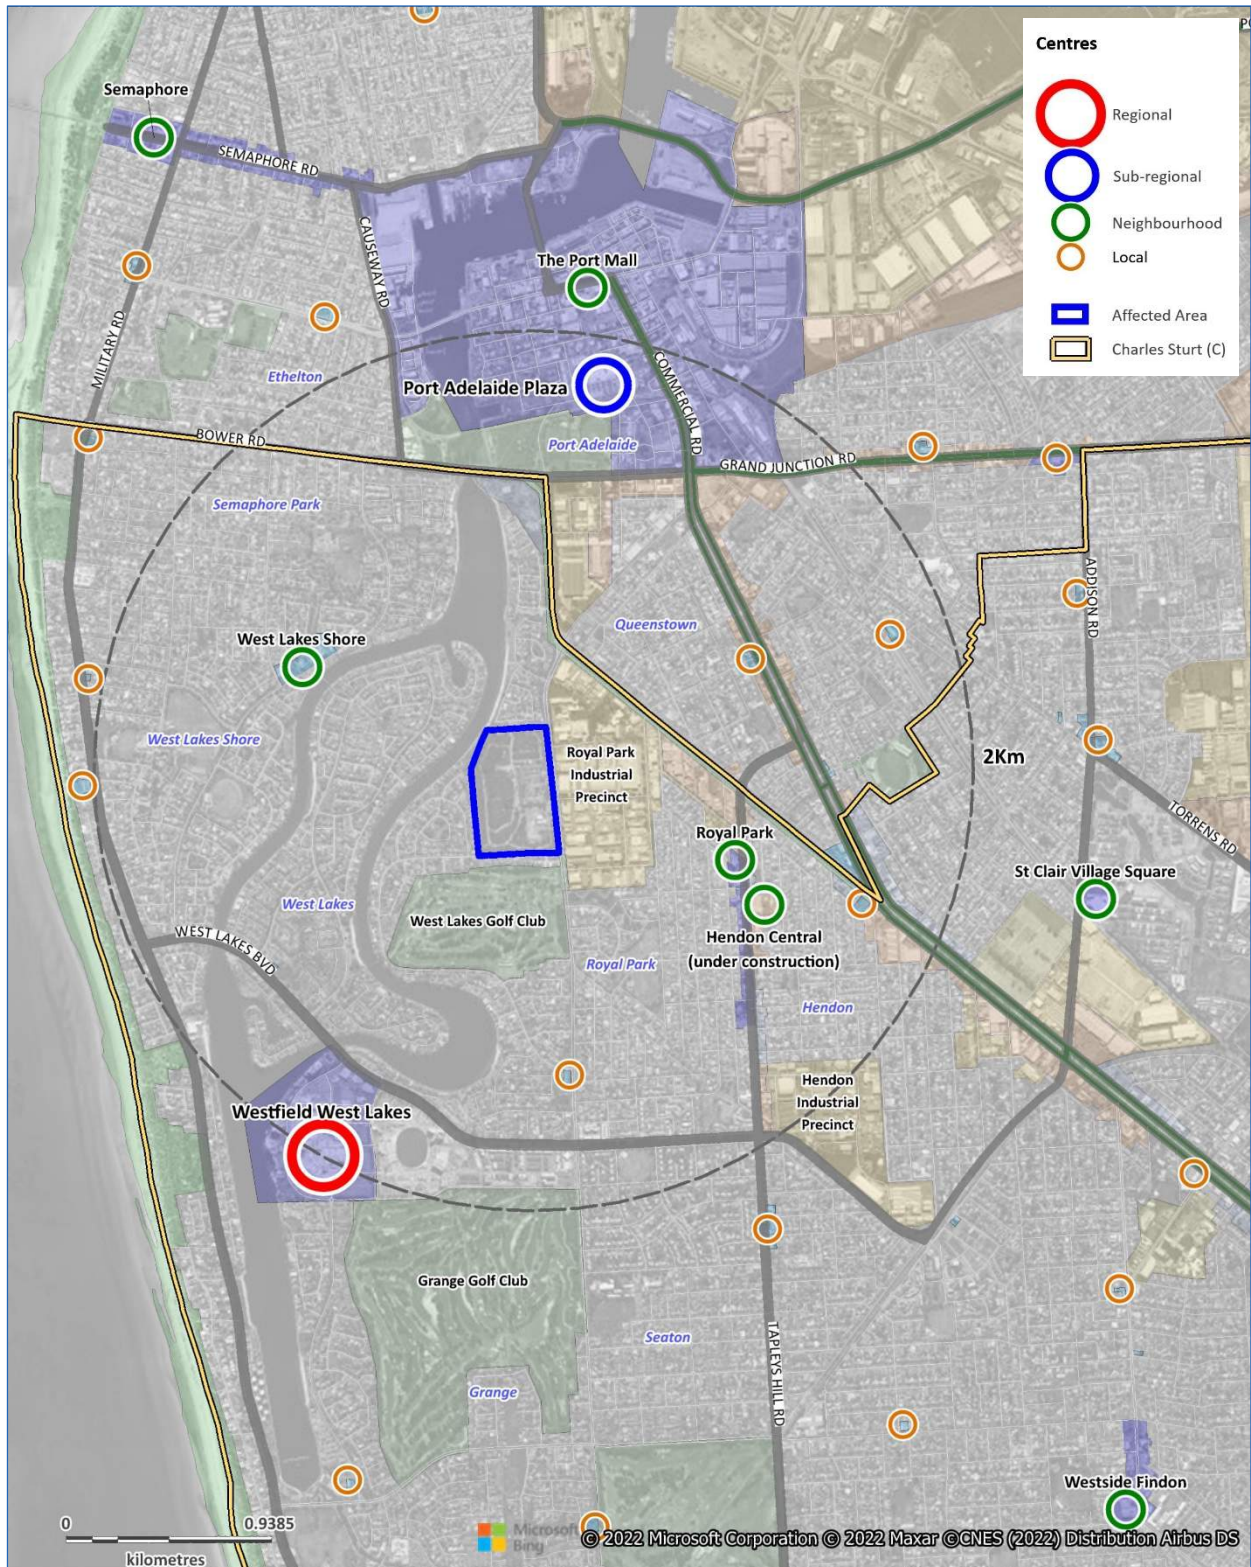 Centres
Regional
Sub-regional
Neighbourhood
Local
Affected Area
Charles Sturt (C)
Semaphore
SEMAPHORE RD
CAUSEWAY RD
MILITARY RD
The Port Mall
Ethelton
Port Adelaide Plaza
COMMERCIAL RD
BOWER RD
Port Adelaide
GRAND JUNCTION RD
Semaphore Park
ADDISON RD
Queenstown
West Lakes Shore
West Lakes Shore
Royal Park
Industrial
Precinct
2Km
TORRENS RD
Royal Park
St Clair Village Square
West Lakes
West Lakes Golf Club
WEST LAKES BVD
Hendon Central
(under construction)
Royal Park
Hendon
Hendon
Industrial
Precinct
Westfield West Lakes
Grange Golf Club
Seaton
TAPLEYS HILL RD
Grange
Westside Findon
0 0.9385
kilometres
Microsoft
Bing
© 2022 Microsoft Corporation © 2022 Maxar ©CNES (2022) Distribution Airbus DS